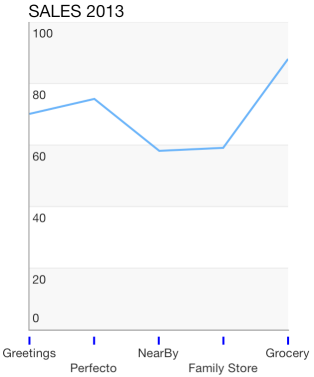 SALES 2013
100
80
60
40
20
0
Greetings
Perfecto
NearBy
Family Store
Grocery